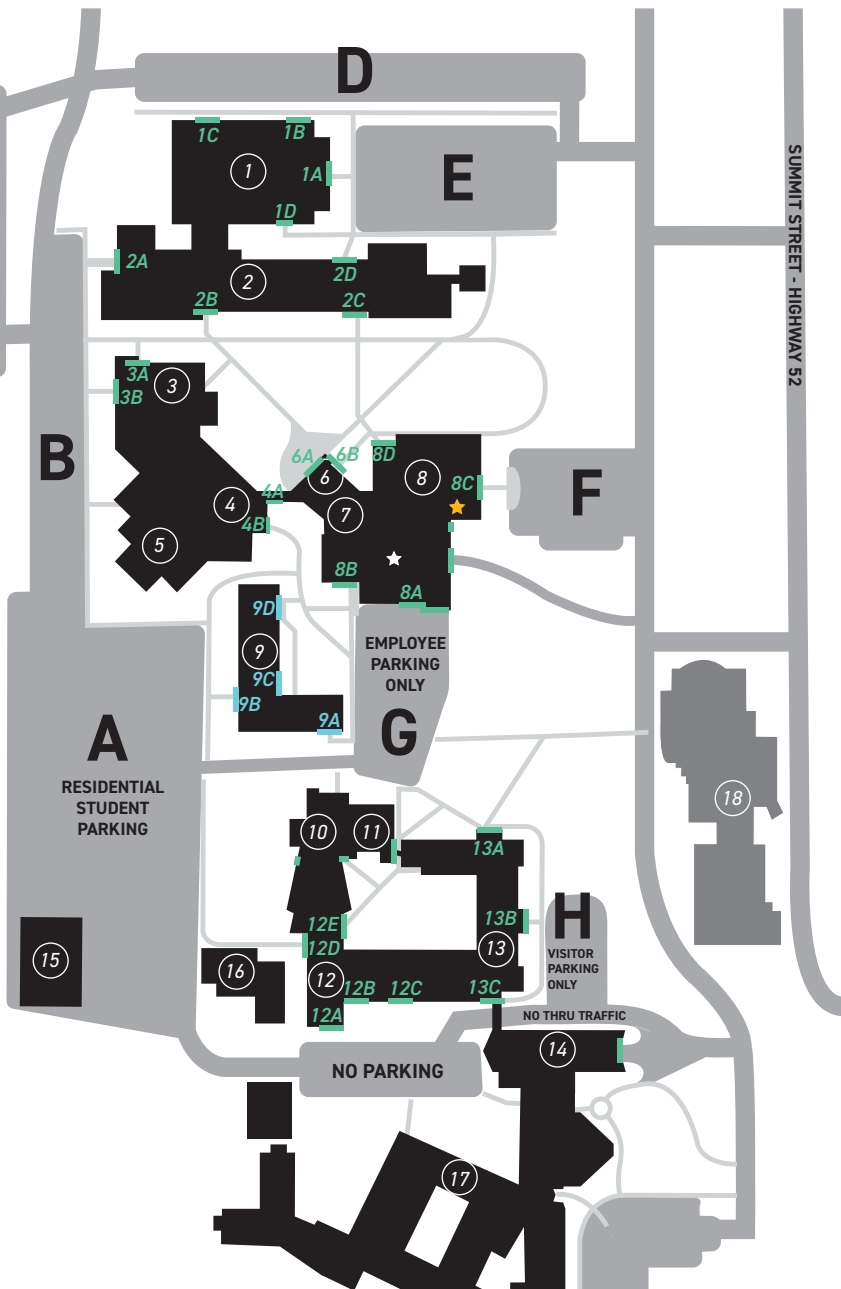 D
1C
1B
1
1A
E
1D
SUMMIT STREET - HIGHWAY 52
2A
2D
2
2B
2C
3A
3
3B
B
6A
6B
8D
6
8
8C
F
4A
4
7
4B
5
8B
8A
9D
EMPLOYEE
PARKING
ONLY
9
9C
9B
9A
G
A
RESIDENTIAL
STUDENT
PARKING
18
10
11
13A
12E
13B
H
12D
13
VISITOR
PARKING
ONLY
15
16
12
12B
12C
13C
12A
NO THRU TRAFFIC
14
NO PARKING
17